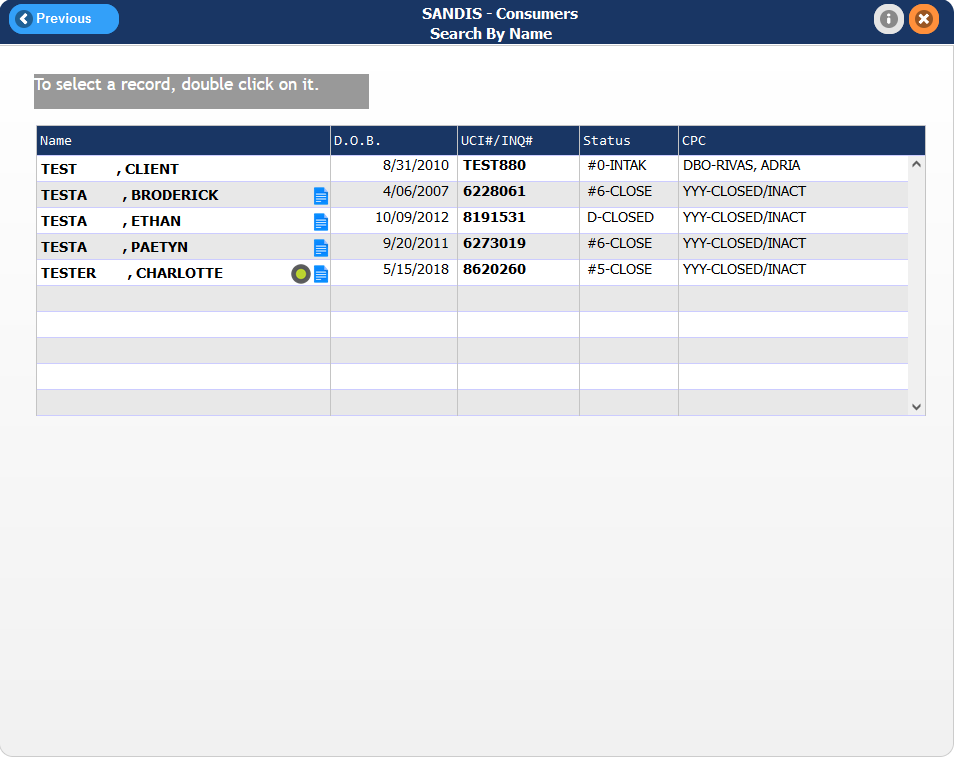 Previous
SANDIS - Consumers
Search By Name
To select a record, double click on it.
Name D.O.B. UCI#/INQ# Status CPC
TEST , CLIENT 8/31/2010 TEST880 #0-INTAK DBO-RIVAS, ADRIA
TESTA , BRODERICK 4/06/2007 6228061 #6-CLOSE YYY-CLOSED/INACT
TESTA , ETHAN 10/09/2012 8191531 D-CLOSED YYY-CLOSED/INACT
TESTA , PAETYN 9/20/2011 6273019 #6-CLOSE YYY-CLOSED/INACT
TESTER , CHARLOTTE 5/15/2018 8620260 #5-CLOSE YYY-CLOSED/INACT